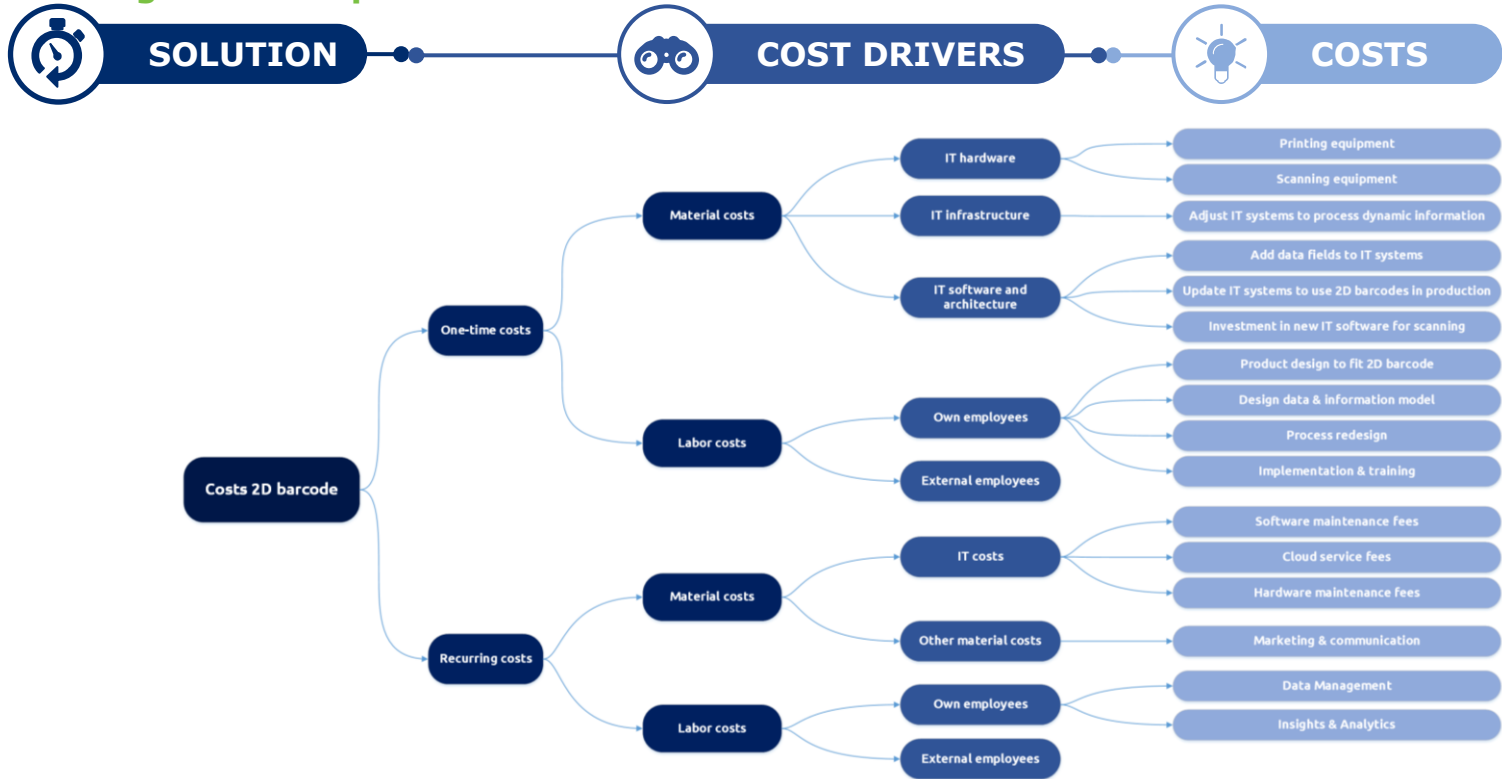 SOLUTION
COST DRIVERS
COSTS
Costs 2D barcode
One-time costs
Material costs
IT hardware
Printing equipment
Scanning equipment
IT infrastructure
Adjust IT systems to process dynamic information
IT software and
architecture
Add data fields to IT systems
Update IT systems to use 2D barcodes in production
Investment in new IT software for scanning
Labor costs
Own employees
Product design to fit 2D barcode
Design data & information model
Process redesign
Implementation & training
External employees
Recurring costs
Material costs
IT costs
Software maintenance fees
Cloud service fees
Hardware maintenance fees
Other material costs
Marketing & communication
Labor costs
Own employees
Data Management
Insights & Analytics
External employees